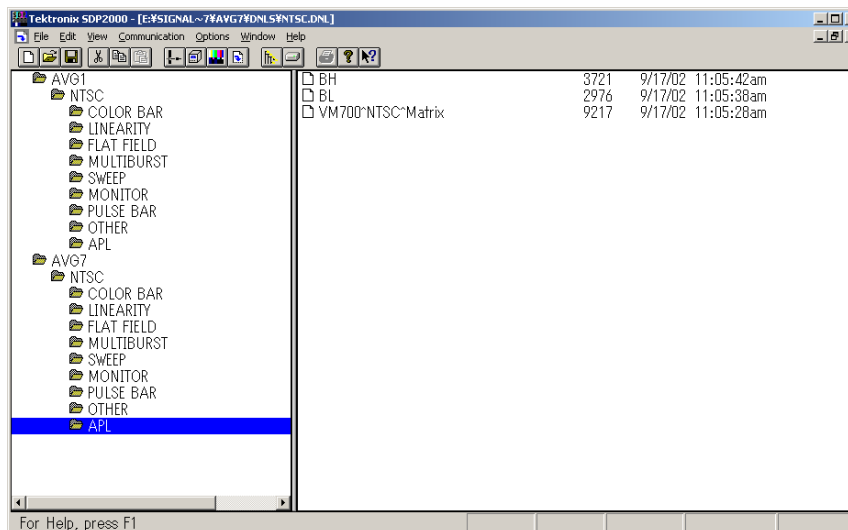 Tektronix SDP2000 - [E:¥SIGNAL~7¥AVG7¥DNLS¥NTSC.DNL]
File Edit View Communication Options Window Help
AVG1
NTSC
COLOR BAR
LINEARITY
FLAT FIELD
MULTIBURST
SWEEP
MONITOR
PULSE BAR
OTHER
APL
AVG7
NTSC
COLOR BAR
LINEARITY
FLAT FIELD
MULTIBURST
SWEEP
MONITOR
PULSE BAR
OTHER
APL
BH 3721 9/17/02 11:05:42am
BL 2976 9/17/02 11:05:38am
VM700^NTSC^Matrix 9217 9/17/02 11:05:28am
For Help, press F1